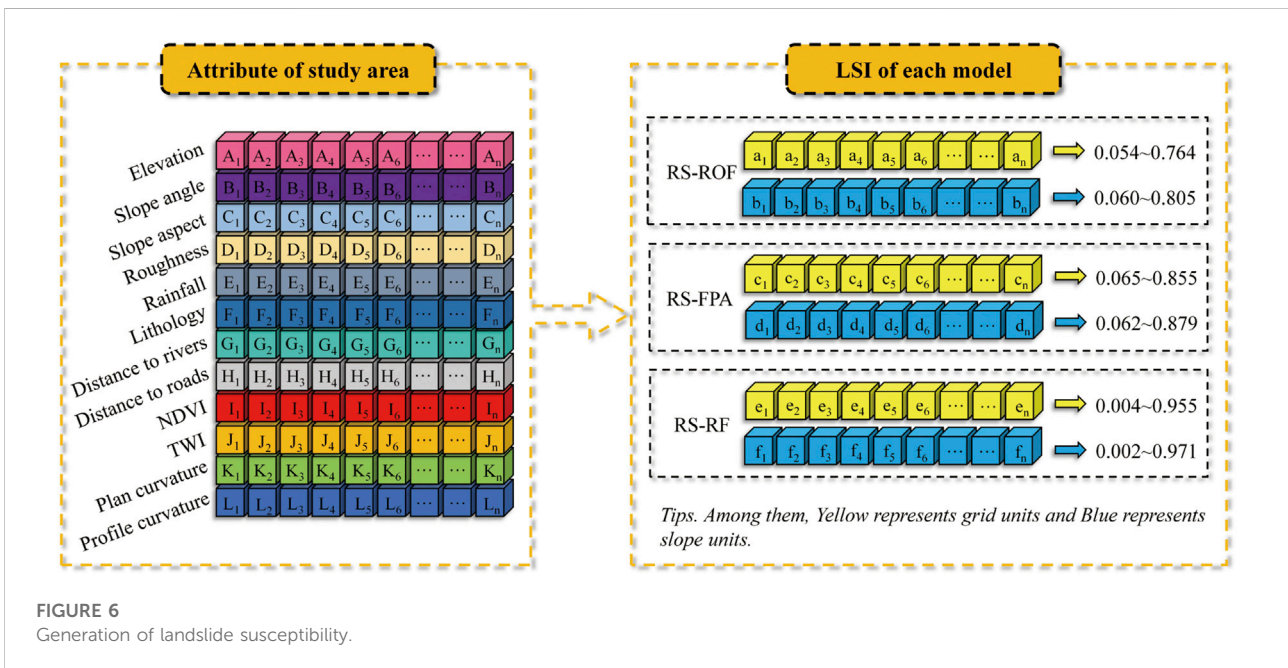 Attribute of study area
Elevation
Slope angle
Slope aspect
Roughness
Rainfall
Lithology
Distance to rivers
Distance to roads
NDVI
TWI
Plan curvature
Profile curvature
A₁ A₂ A₃ A₄ A₅ A₆ ... ... Aₙ
B₁ B₂ B₃ B₄ B₅ B₆ ... ... Bₙ
C₁ C₂ C₃ C₄ C₅ C₆ ... ... Cₙ
D₁ D₂ D₃ D₄ D₅ D₆ ... ... Dₙ
E₁ E₂ E₃ E₄ E₅ E₆ ... ... Eₙ
F₁ F₂ F₃ F₄ F₅ F₆ ... ... Fₙ
G₁ G₂ G₃ G₄ G₅ G₆ ... ... Gₙ
H₁ H₂ H₃ H₄ H₅ H₆ ... ... Hₙ
I₁ I₂ I₃ I₄ I₅ I₆ ... ... Iₙ
J₁ J₂ J₃ J₄ J₅ J₆ ... ... Jₙ
K₁ K₂ K₃ K₄ K₅ K₆ ... ... Kₙ
L₁ L₂ L₃ L₄ L₅ L₆ ... ... Lₙ
LSI of each model
RS-ROF
a₁ a₂ a₃ a₄ a₅ a₆ ... ... aₙ 0.054~0.764
b₁ b₂ b₃ b₄ b₅ b₆ ... ... bₙ 0.060~0.805
RS-FPA
c₁ c₂ c₃ c₄ c₅ c₆ ... ... cₙ 0.065~0.855
d₁ d₂ d₃ d₄ d₅ d₆ ... ... dₙ 0.062~0.879
RS-RF
e₁ e₂ e₃ e₄ e₅ e₆ ... ... eₙ 0.004~0.955
f₁ f₂ f₃ f₄ f₅ f₆ ... ... fₙ 0.002~0.971
Tips. Among them, Yellow represents grid units and Blue represents
slope units.
FIGURE 6
Generation of landslide susceptibility.